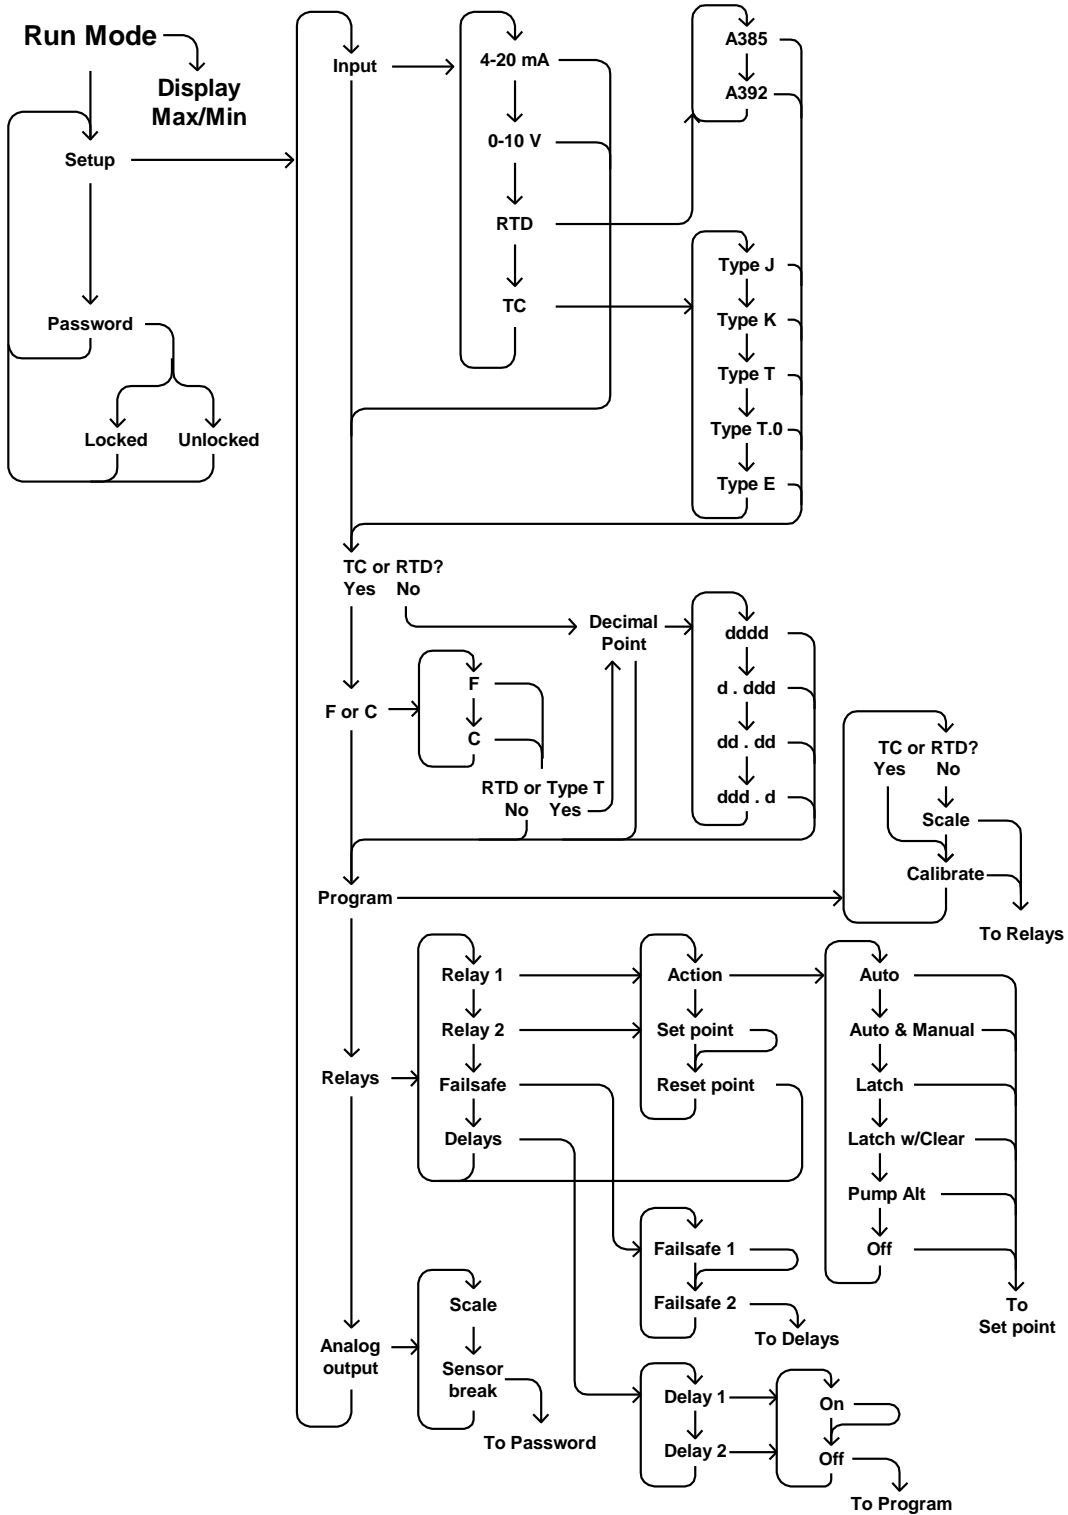 Run Mode
Display
Max/Min
Setup
Password
Locked
Unlocked
Input
4-20 mA
0-10 V
RTD
TC
A385
A392
Type J
Type K
Type T
Type T.0
Type E
TC or RTD?
Yes No
F or C
F
C
RTD or Type T
No Yes
Decimal
Point
dddd
d . ddd
dd . dd
ddd . d
TC or RTD?
Yes No
Scale
Calibrate
To Relays
Program
Relays
Relay 1
Relay 2
Failsafe
Delays
Action
Set point
Reset point
Auto
Auto & Manual
Latch
Latch w/Clear
Pump Alt
Off
To
Set point
Failsafe 1
Failsafe 2
To Delays
Analog
output
Scale
Sensor
break
To Password
Delay 1
Delay 2
On
Off
To Program